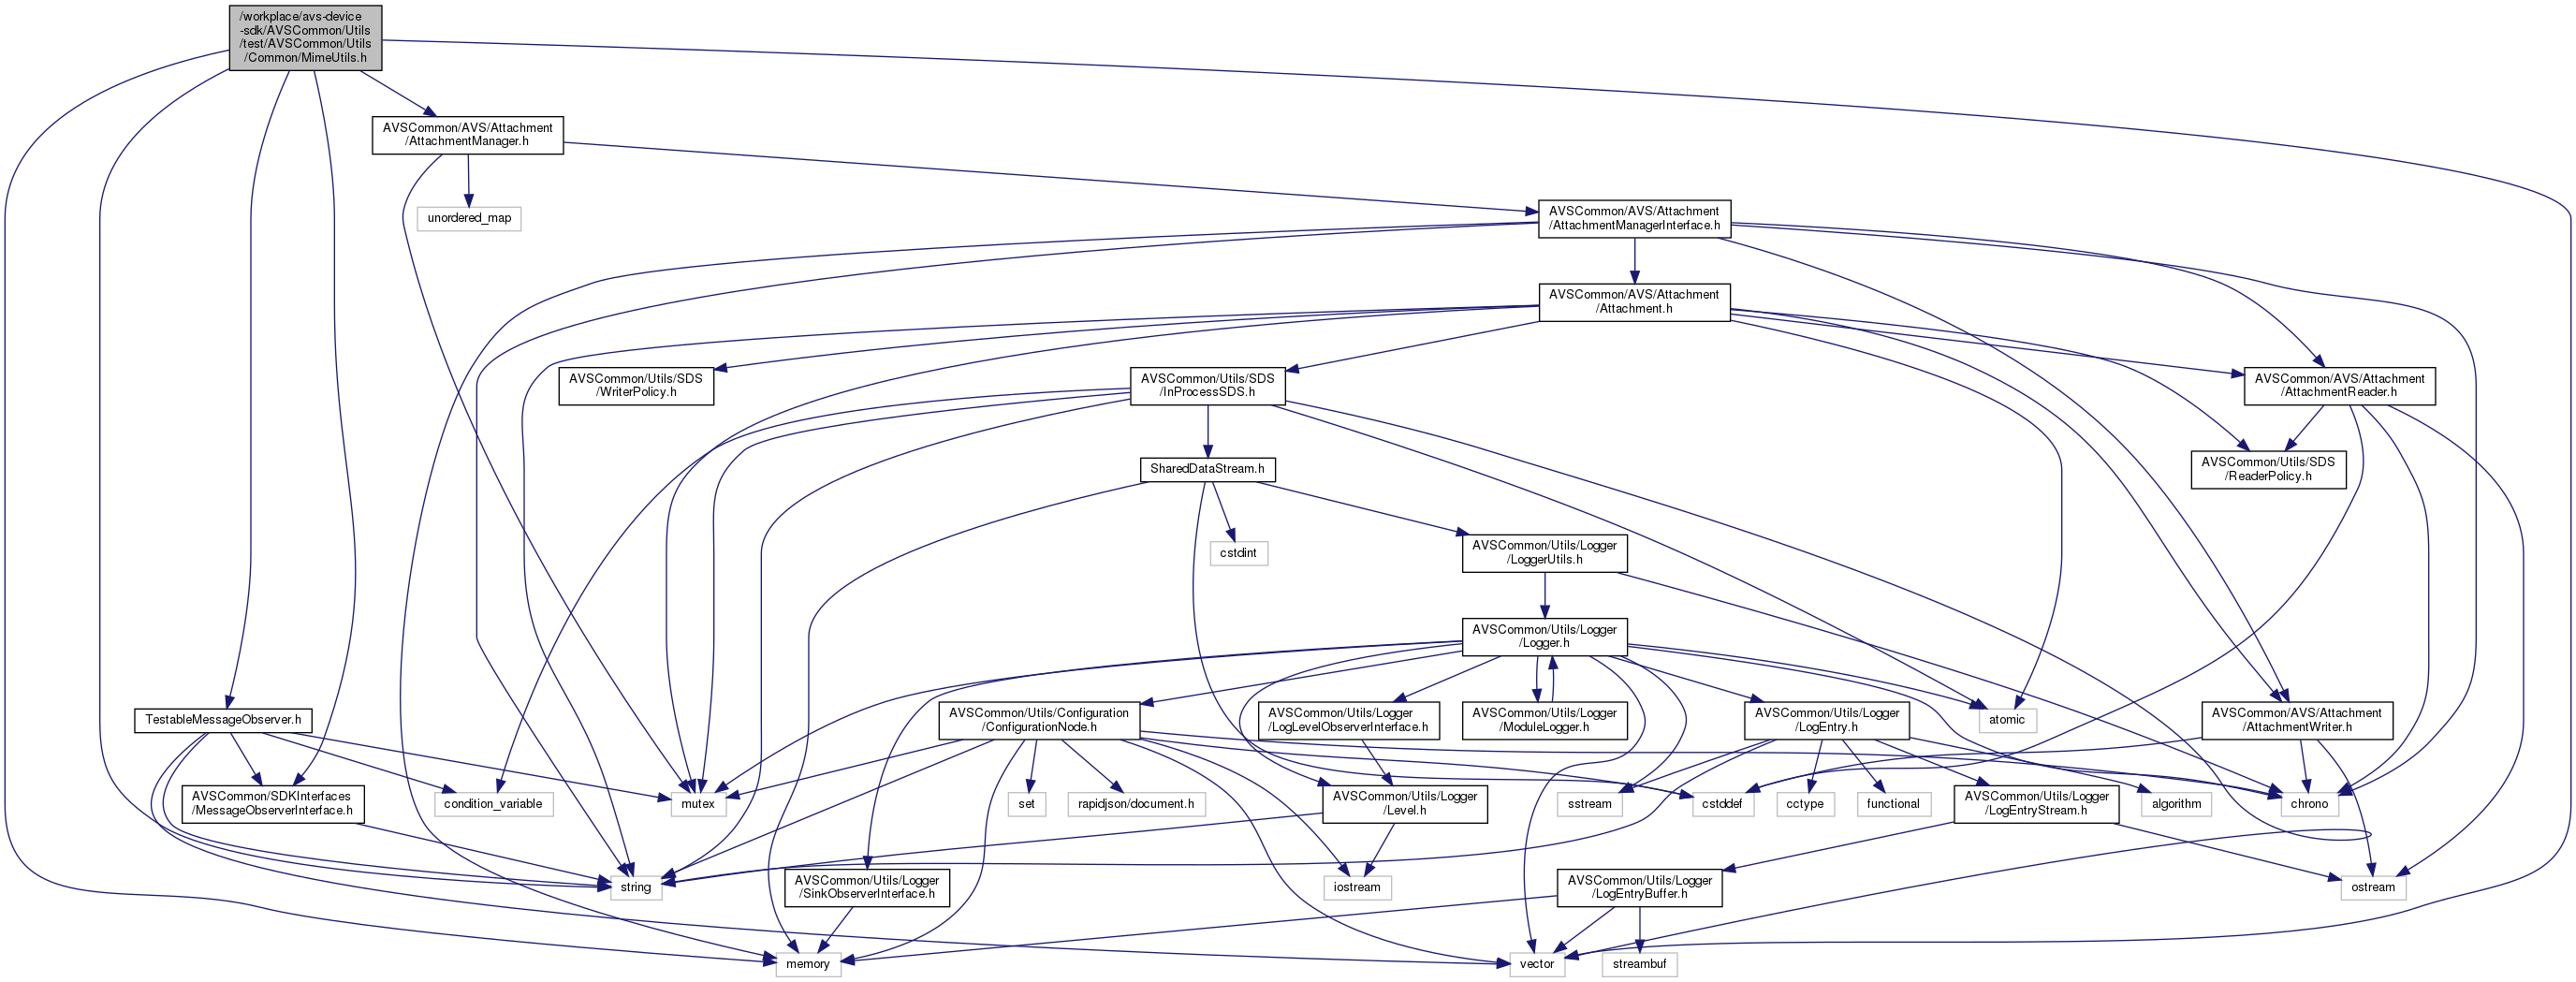 /workplace/avs-device
-sdk/AVSCommon/Utils
/test/AVSCommon/Utils
/Common/MimeUtils.h
AVSCommon/AVS/Attachment
/AttachmentManager.h
unordered_map
AVSCommon/AVS/Attachment
/AttachmentManagerInterface.h
AVSCommon/AVS/Attachment
/Attachment.h
AVSCommon/Utils/SDS
/WriterPolicy.h
AVSCommon/Utils/SDS
/InProcessSDS.h
AVSCommon/AVS/Attachment
/AttachmentReader.h
SharedDataStream.h
AVSCommon/Utils/SDS
/ReaderPolicy.h
cstdint
AVSCommon/Utils/Logger
/LoggerUtils.h
AVSCommon/Utils/Logger
/Logger.h
TestableMessageObserver.h
AVSCommon/Utils/Configuration
/ConfigurationNode.h
AVSCommon/Utils/Logger
/LogLevelObserverInterface.h
AVSCommon/Utils/Logger
/ModuleLogger.h
AVSCommon/Utils/Logger
/LogEntry.h
atomic
AVSCommon/AVS/Attachment
/AttachmentWriter.h
AVSCommon/SDKInterfaces
/MessageObserverInterface.h
condition_variable
mutex
set
rapidjson/document.h
AVSCommon/Utils/Logger
/Level.h
sstream
cstddef
cctype
functional
AVSCommon/Utils/Logger
/LogEntryStream.h
algorithm
chrono
string
AVSCommon/Utils/Logger
/SinkObserverInterface.h
iostream
AVSCommon/Utils/Logger
/LogEntryBuffer.h
ostream
memory
vector
streambuf